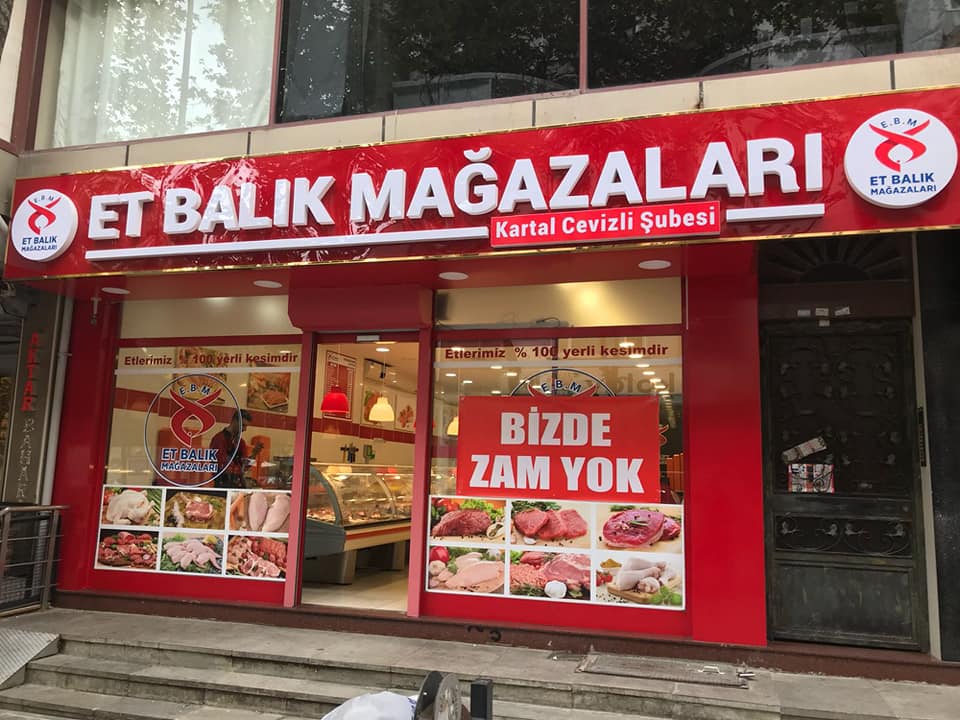 ET BALIK MAĞAZALARI
Kartal Cevizli Şubesi
E.B.M
ET BALIK
MAĞAZALARI
E.B.M
ET BALIK
MAĞAZALARI
Etlerimiz % 100 yerli kesimdir
E.B.M
ET BALIK
MAĞAZALARI
Etlerimiz % 100 yerli kesimdir
E.B.M
BİZDE
ZAM YOK